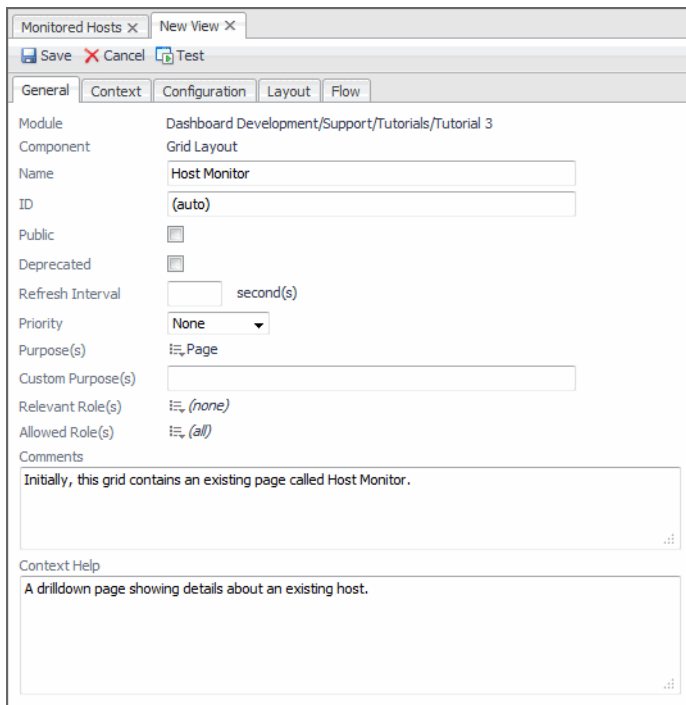 Monitored Hosts New View
Save Cancel Test
General Context Configuration Layout Flow
Module Dashboard Development/Support/Tutorials/Tutorial 3
Component Grid Layout
Name Host Monitor
ID (auto)
Public
Deprecated
Refresh Interval second(s)
Priority None
Purpose(s) Page
Custom Purpose(s)
Relevant Role(s) (none)
Allowed Role(s) (all)
Comments
Initially, this grid contains an existing page called Host Monitor.
Context Help
A drilldown page showing details about an existing host.